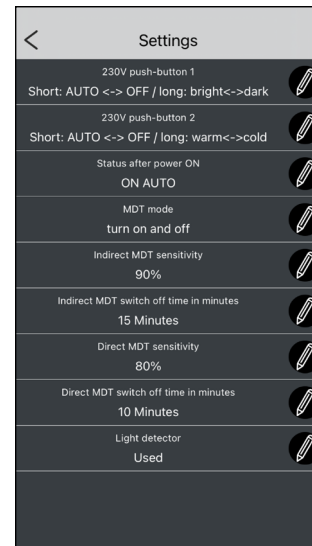 Settings
230V push-button 1
Short: AUTO <-> OFF / long: bright<->dark
230V push-button 2
Short: AUTO <-> OFF / long: warm<->cold
Status after power ON
ON AUTO
MDT mode
turn on and off
Indirect MDT sensitivity
90%
Indirect MDT switch off time in minutes
15 Minutes
Direct MDT sensitivity
80%
Direct MDT switch off time in minutes
10 Minutes
Light detector
Used